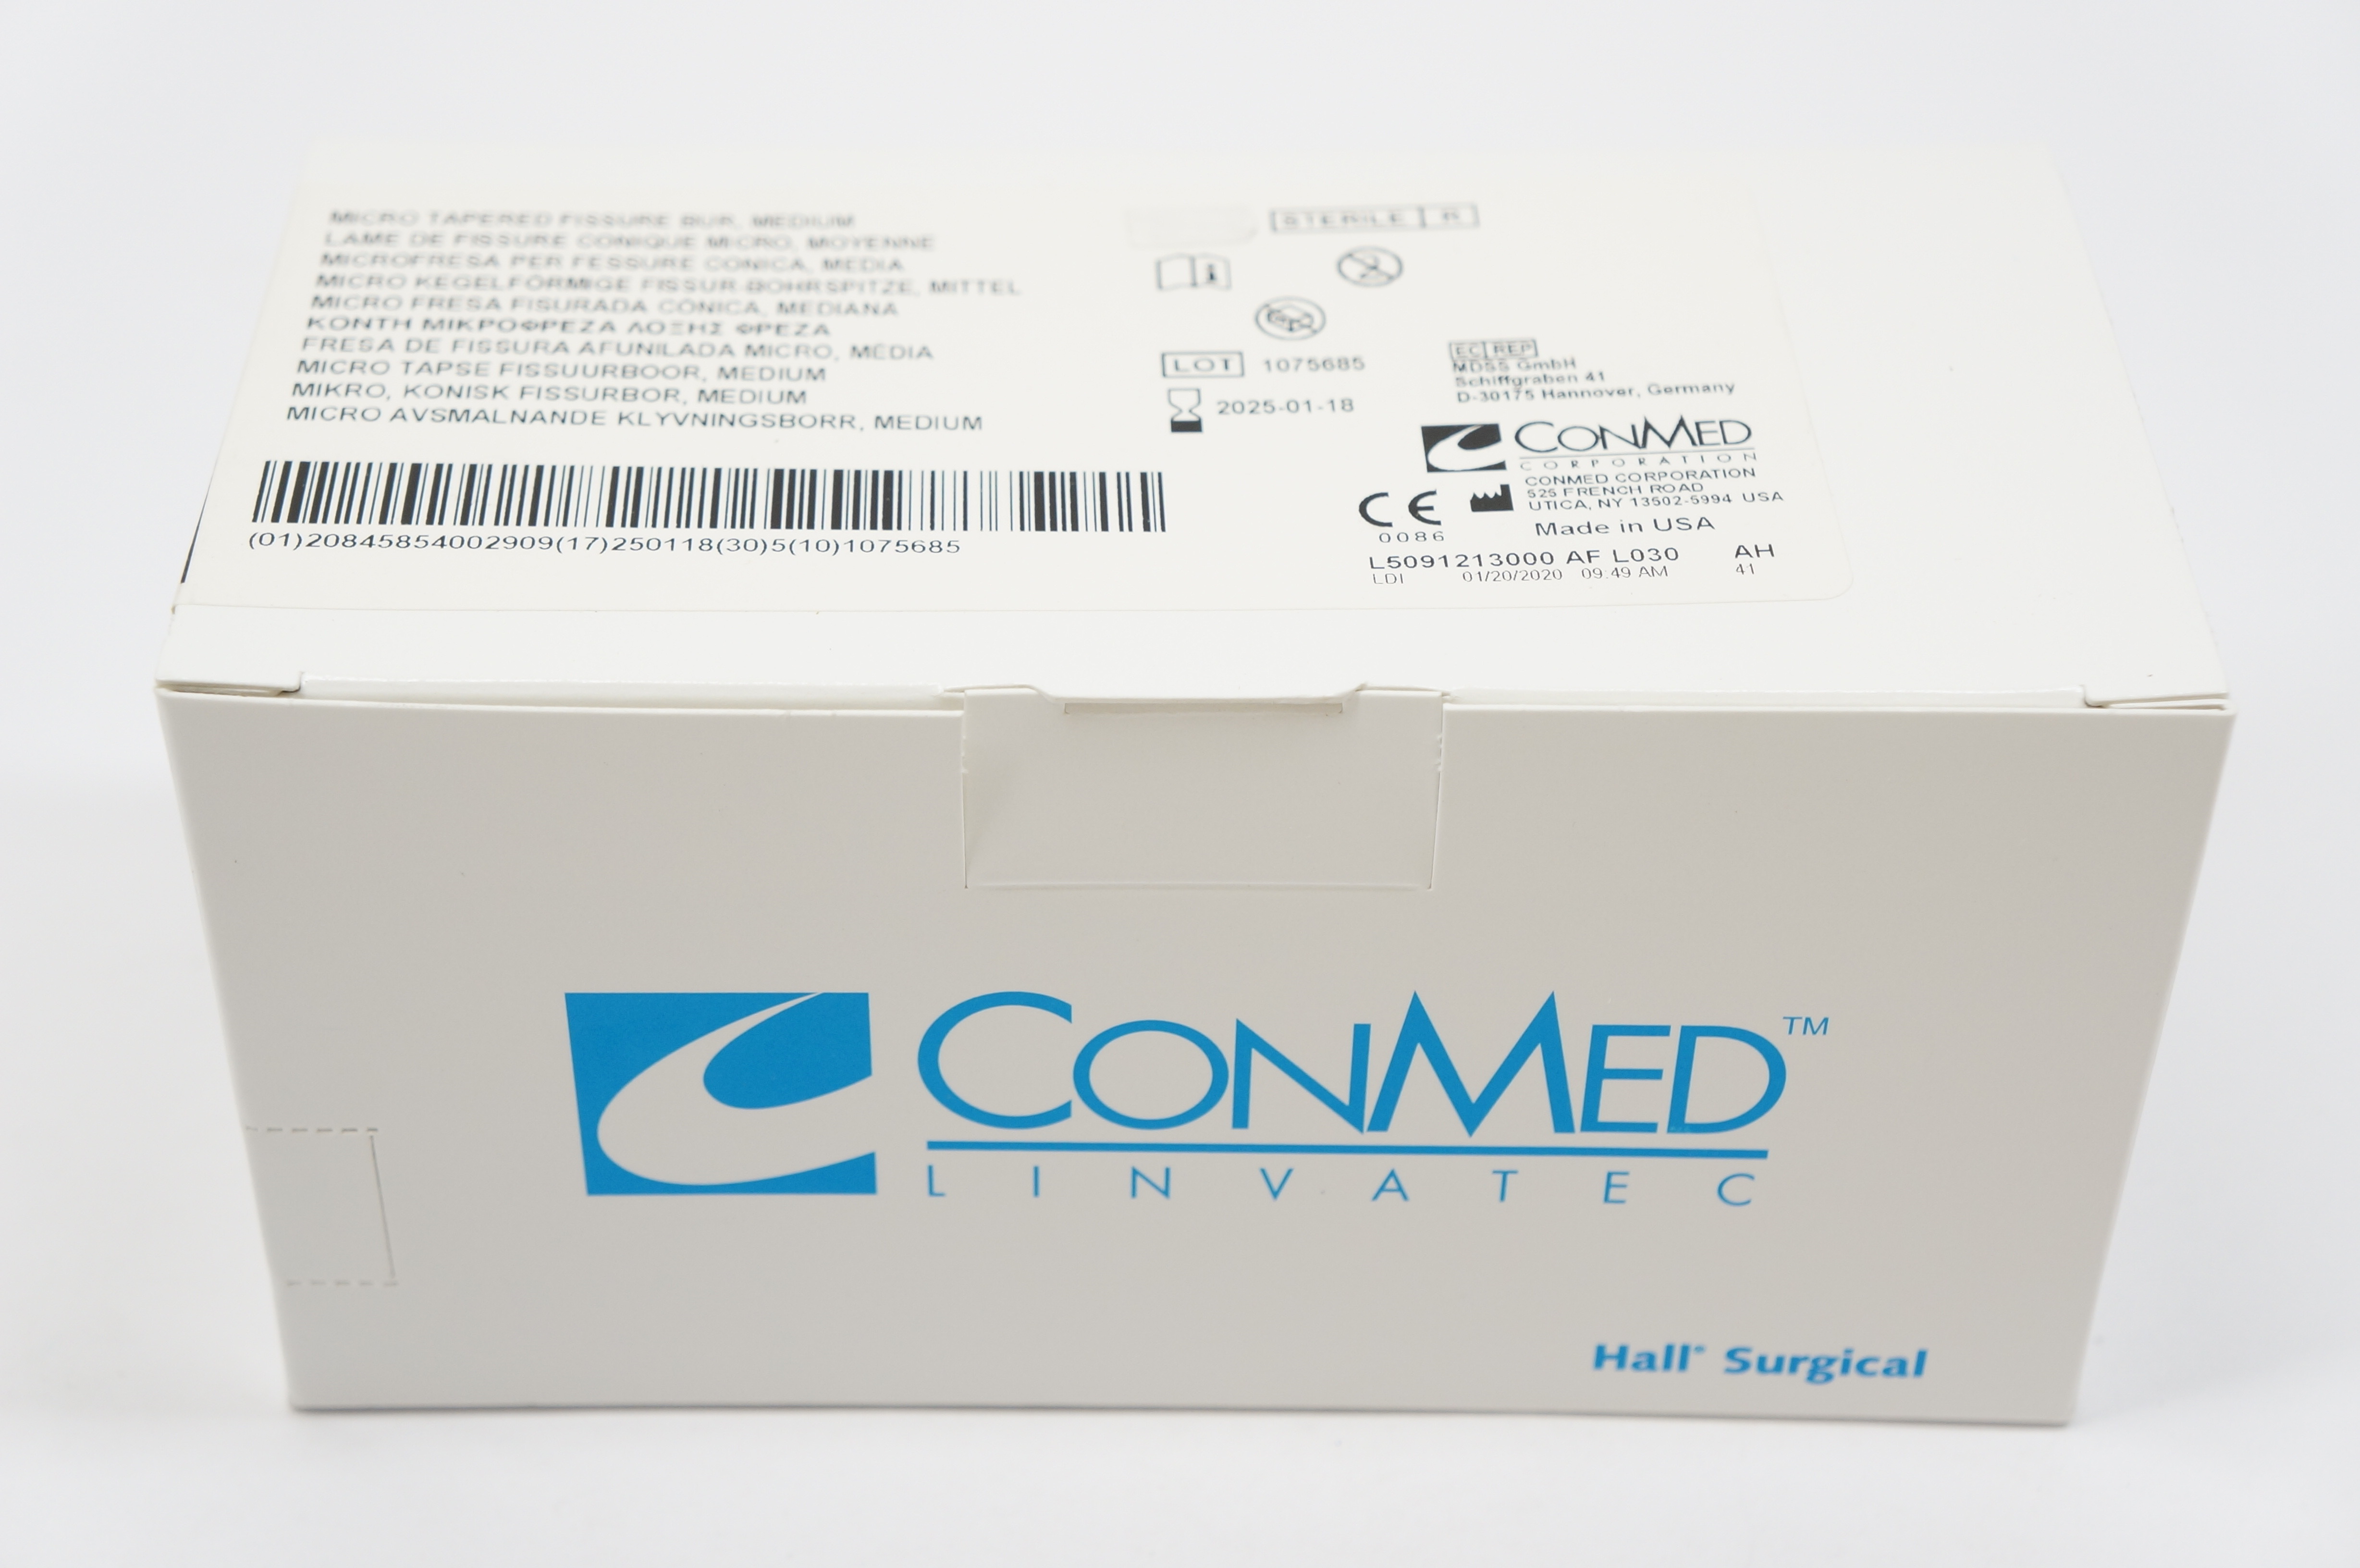 MICRO TAPERED FISSURE BUR, MEDIUM
LAME DE FISSURE CONIQUE MICRO, MOYENNE
MICROFRESA PER FESSURE CONICA, MEDIA
MICRO KEGELFÖRMIGE FISSUR-BOHRSPITZE, MITTEL
MICRO FRESA FISURADA CÓNICA, MEDIANA
ΚΟΝΤΗ ΜΙΚΡΟΦΡΕΖΑ ΛΟΞΗΣ ΦΡΕΖΑ
FRESA DE FISSURA AFUNILADA MICRO, MÉDIA
MICRO TAPSE FISSUURBOOR, MEDIUM
MIKRO, KONISK FISSURBOR, MEDIUM
MICRO AVSMALNANDE KLYVNINGSBORR, MEDIUM
(01)20845854002909(17)250118(30)5(10)1075685
STERILE R
2
LOT 1075685
2025-01-18
EC REP
MDSS GmbH
Schiffgraben 41
D-30175 Hannover, Germany
CONMED
CORPORATION
CONMED CORPORATION
525 FRENCH ROAD
UTICA, NY 13502-5994 USA
CE
0086
Made in USA
L5091213000 AF L030 AH
LDI 01/20/2020 09:49 AM 41
CONMED™
LINVATEC
Hall® Surgical